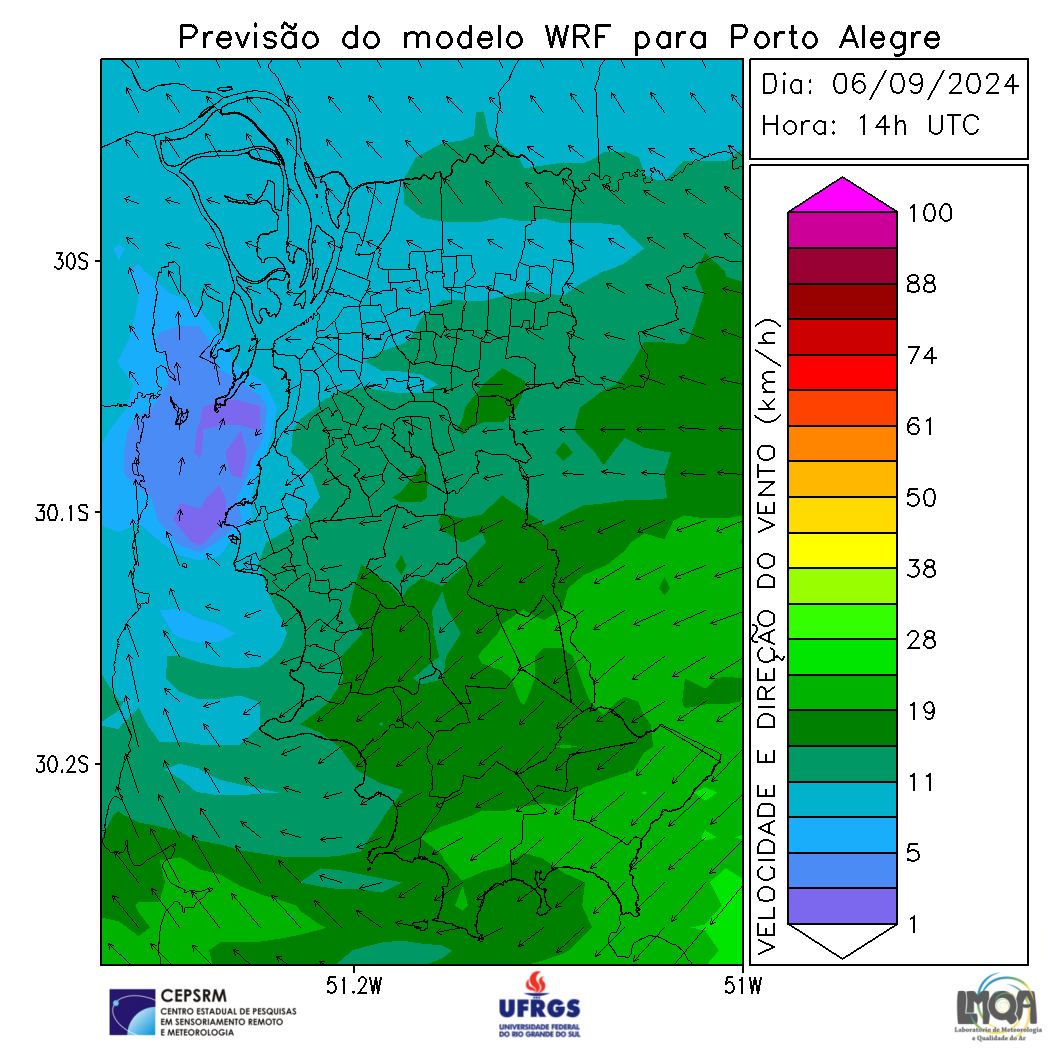 Previsão do modelo WRF para Porto Alegre
Dia: 06/09/2024
Hora: 14h UTC
30S
30.1S
30.2S
51.2W
51W
VELOCIDADE E DIREÇÃO DO VENTO (km/h)
100
88
74
61
50
38
28
19
11
5
1
CEPSRM
CENTRO ESTADUAL DE PESQUISAS
EM SENSORIAMENTO REMOTO
E METEOROLOGIA
UFRGS
UNIVERSIDADE FEDERAL
DO RIO GRANDE DO SUL
LMQA
Laboratório de Meteorologia
e Qualidade do Ar